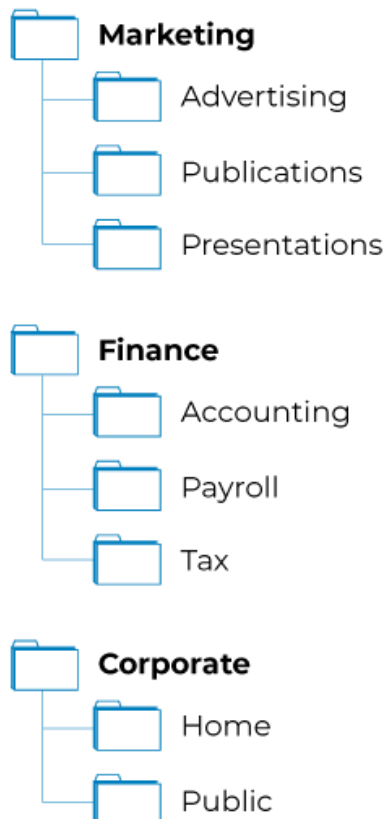 Marketing
Advertising
Publications
Presentations
Finance
Accounting
Payroll
Tax
Corporate
Home
Public